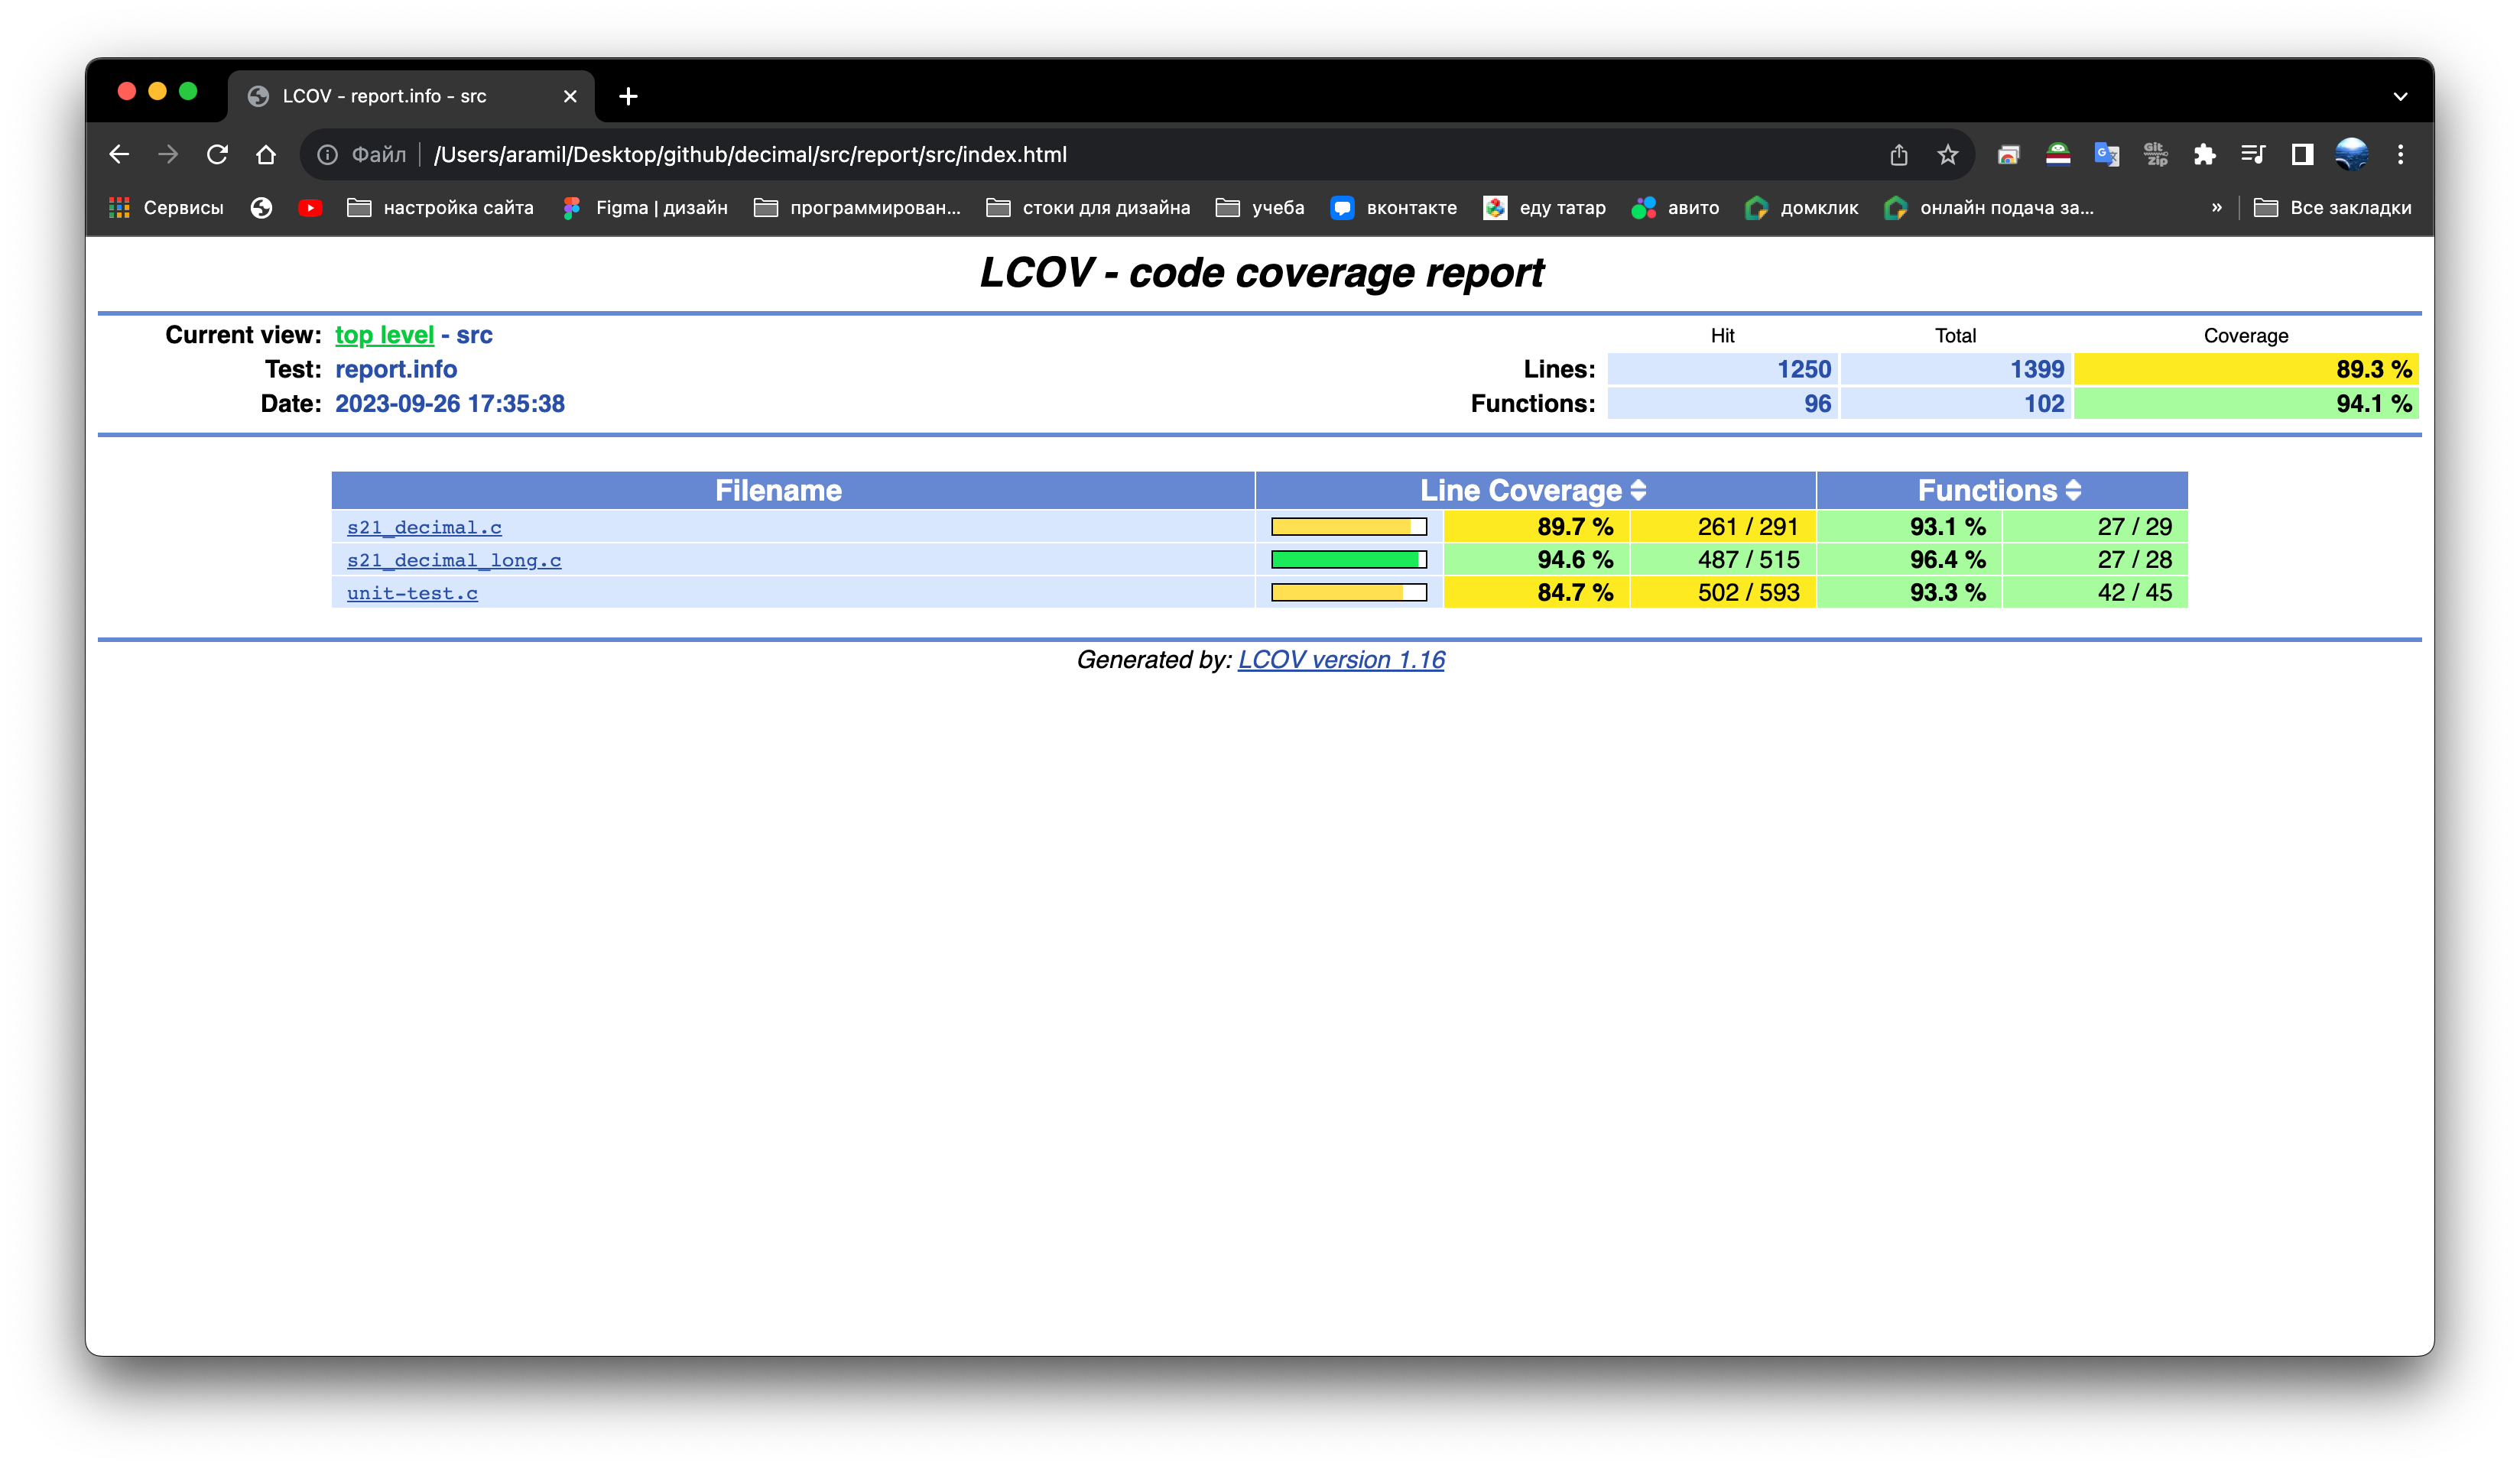 LCOV - report.info - src
Файл /Users/aramil/Desktop/github/decimal/src/report/src/index.html
Git Zip
Сервисы настройка сайта Figma | дизайн программирован... стоки для дизайна учеба вконтакте еду татар авито домклик онлайн подача за... » Все закладки
LCOV - code coverage report
Current view: top level - src Hit Total Coverage
Test: report.info Lines: 1250 1399 89.3 %
Date: 2023-09-26 17:35:38 Functions: 96 102 94.1 %
Filename Line Coverage Functions
s21_decimal.c 89.7 % 261 / 291 93.1 % 27 / 29
s21_decimal_long.c 94.6 % 487 / 515 96.4 % 27 / 28
unit-test.c 84.7 % 502 / 593 93.3 % 42 / 45
Generated by: LCOV version 1.16